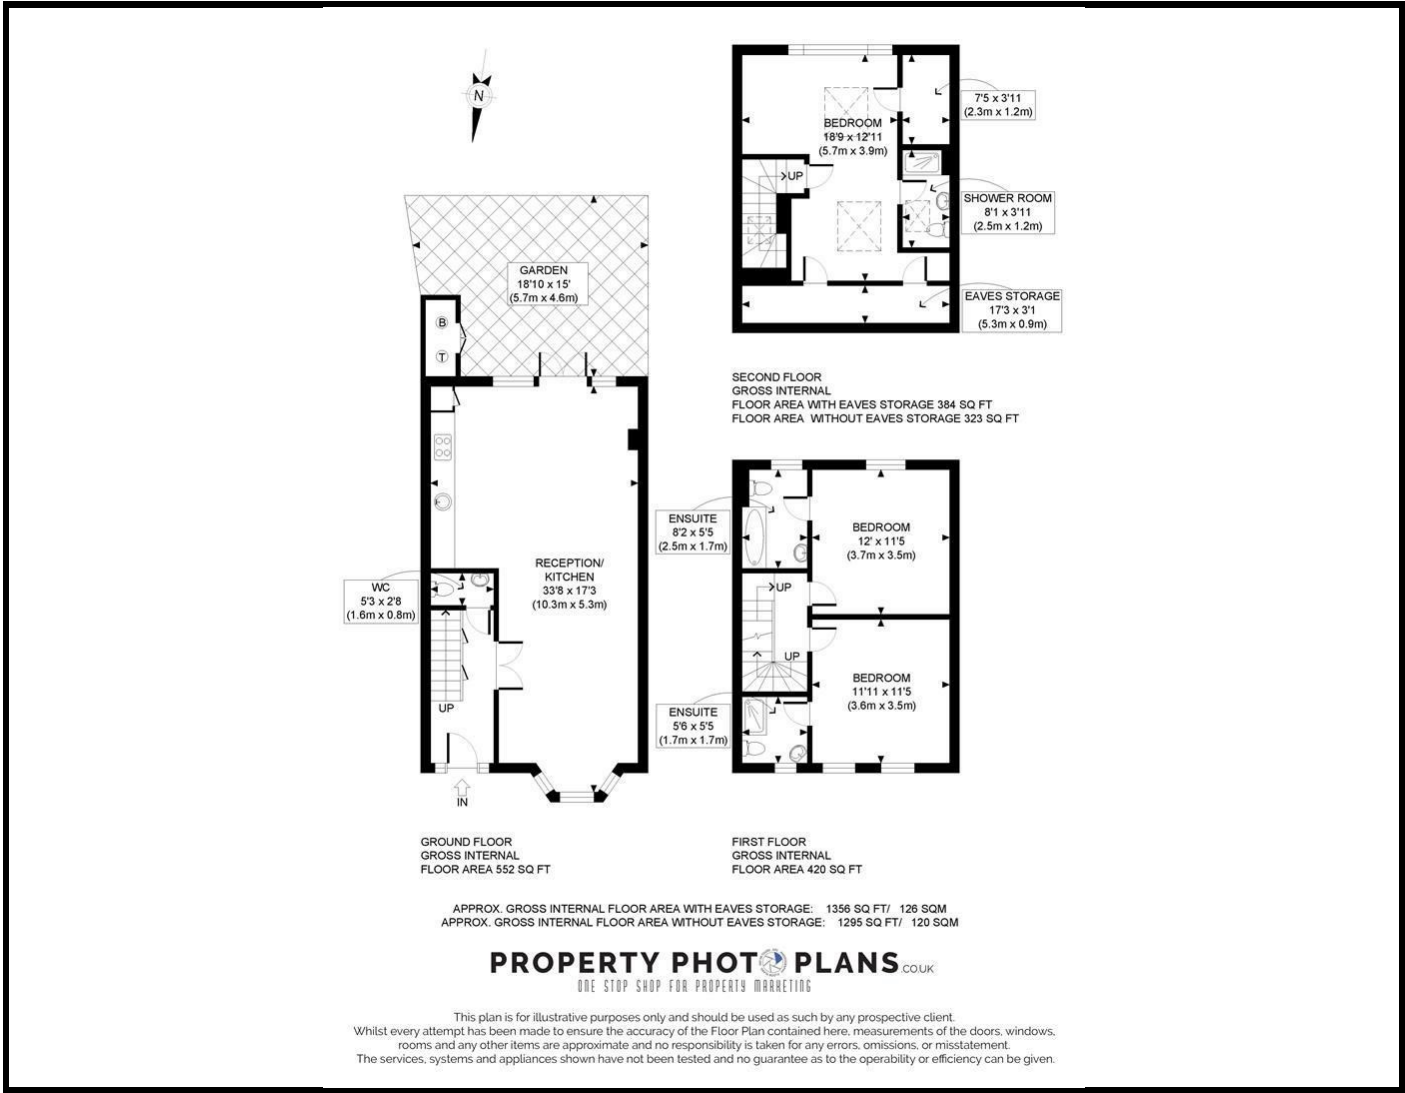 N
BEDROOM
18'9 x 12'11
(5.7m x 3.9m)
7'5 x 3'11
(2.3m x 1.2m)
UP
SHOWER ROOM
8'1 x 3'11
(2.5m x 1.2m)
EAVES STORAGE
17'3 x 3'1
(5.3m x 0.9m)
SECOND FLOOR
GROSS INTERNAL
FLOOR AREA WITH EAVES STORAGE 384 SQ FT
FLOOR AREA WITHOUT EAVES STORAGE 323 SQ FT
GARDEN
18'10 x 15'
(5.7m x 4.6m)
B
T
RECEPTION/
KITCHEN
33'8 x 17'3
(10.3m x 5.3m)
WC
5'3 x 2'8
(1.6m x 0.8m)
UP
IN
GROUND FLOOR
GROSS INTERNAL
FLOOR AREA 552 SQ FT
ENSUITE
8'2 x 5'5
(2.5m x 1.7m)
BEDROOM
12' x 11'5
(3.7m x 3.5m)
UP
UP
BEDROOM
11'11 x 11'5
(3.6m x 3.5m)
ENSUITE
5'6 x 5'5
(1.7m x 1.7m)
FIRST FLOOR
GROSS INTERNAL
FLOOR AREA 420 SQ FT
APPROX. GROSS INTERNAL FLOOR AREA WITH EAVES STORAGE: 1356 SQ FT/ 126 SQM
APPROX. GROSS INTERNAL FLOOR AREA WITHOUT EAVES STORAGE: 1295 SQ FT/ 120 SQM
PROPERTY PHOTO PLANS.CO.UK
ONE STOP SHOP FOR PROPERTY MARKETING
This plan is for illustrative purposes only and should be used as such by any prospective client.
Whilst every attempt has been made to ensure the accuracy of the Floor Plan contained here, measurements of the doors, windows,
rooms and any other items are approximate and no responsibility is taken for any errors, omissions, or misstatement.
The services, systems and appliances shown have not been tested and no guarantee as to the operability or efficiency can be given.